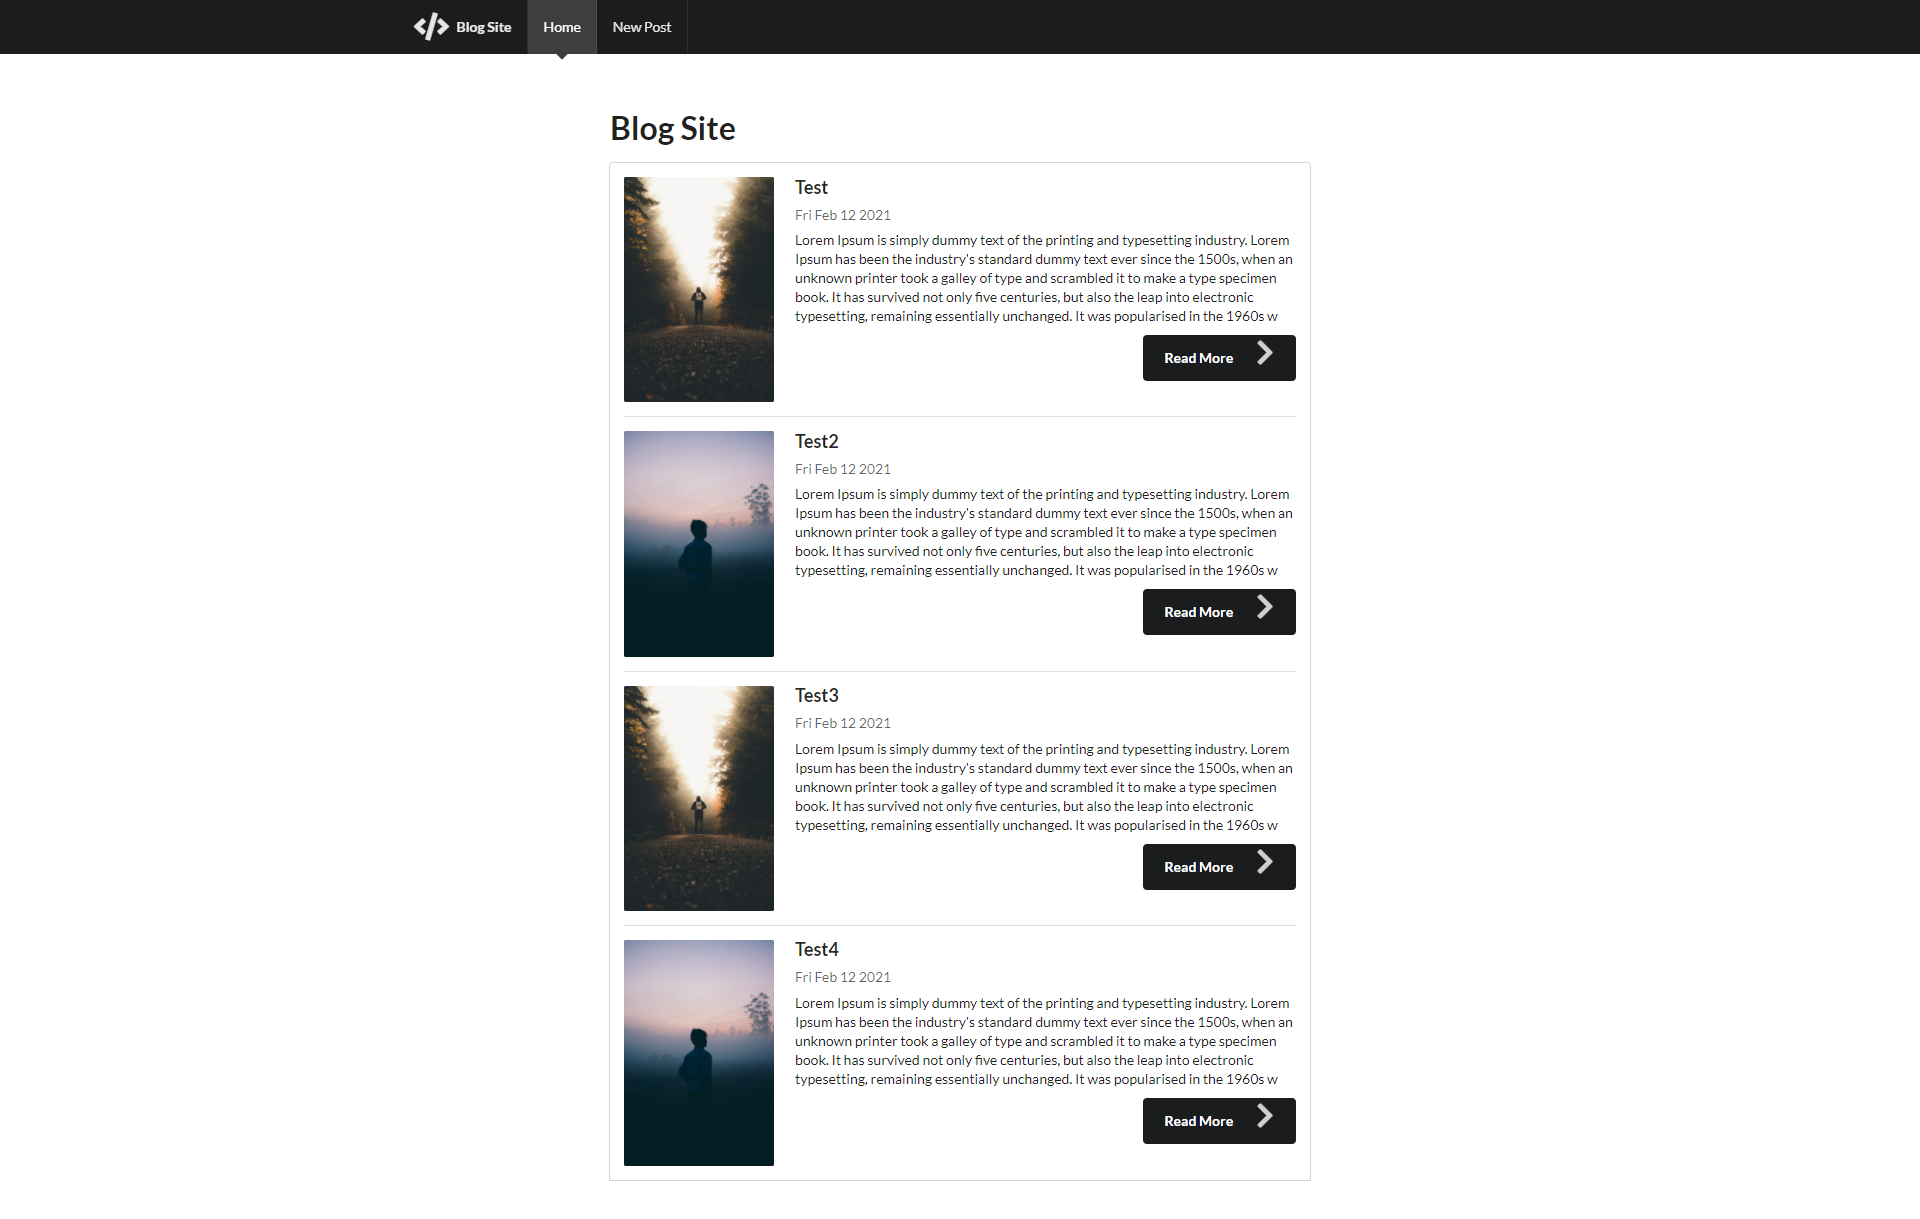 Blog Site Home New Post
Blog Site
Test
Fri Feb 12 2021
Lorem Ipsum is simply dummy text of the printing and typesetting industry. Lorem
Ipsum has been the industry's standard dummy text ever since the 1500s, when an
unknown printer took a galley of type and scrambled it to make a type specimen
book. It has survived not only five centuries, but also the leap into electronic
typesetting, remaining essentially unchanged. It was popularised in the 1960s w
Read More
Test2
Fri Feb 12 2021
Lorem Ipsum is simply dummy text of the printing and typesetting industry. Lorem
Ipsum has been the industry's standard dummy text ever since the 1500s, when an
unknown printer took a galley of type and scrambled it to make a type specimen
book. It has survived not only five centuries, but also the leap into electronic
typesetting, remaining essentially unchanged. It was popularised in the 1960s w
Read More
Test3
Fri Feb 12 2021
Lorem Ipsum is simply dummy text of the printing and typesetting industry. Lorem
Ipsum has been the industry's standard dummy text ever since the 1500s, when an
unknown printer took a galley of type and scrambled it to make a type specimen
book. It has survived not only five centuries, but also the leap into electronic
typesetting, remaining essentially unchanged. It was popularised in the 1960s w
Read More
Test4
Fri Feb 12 2021
Lorem Ipsum is simply dummy text of the printing and typesetting industry. Lorem
Ipsum has been the industry's standard dummy text ever since the 1500s, when an
unknown printer took a galley of type and scrambled it to make a type specimen
book. It has survived not only five centuries, but also the leap into electronic
typesetting, remaining essentially unchanged. It was popularised in the 1960s w
Read More